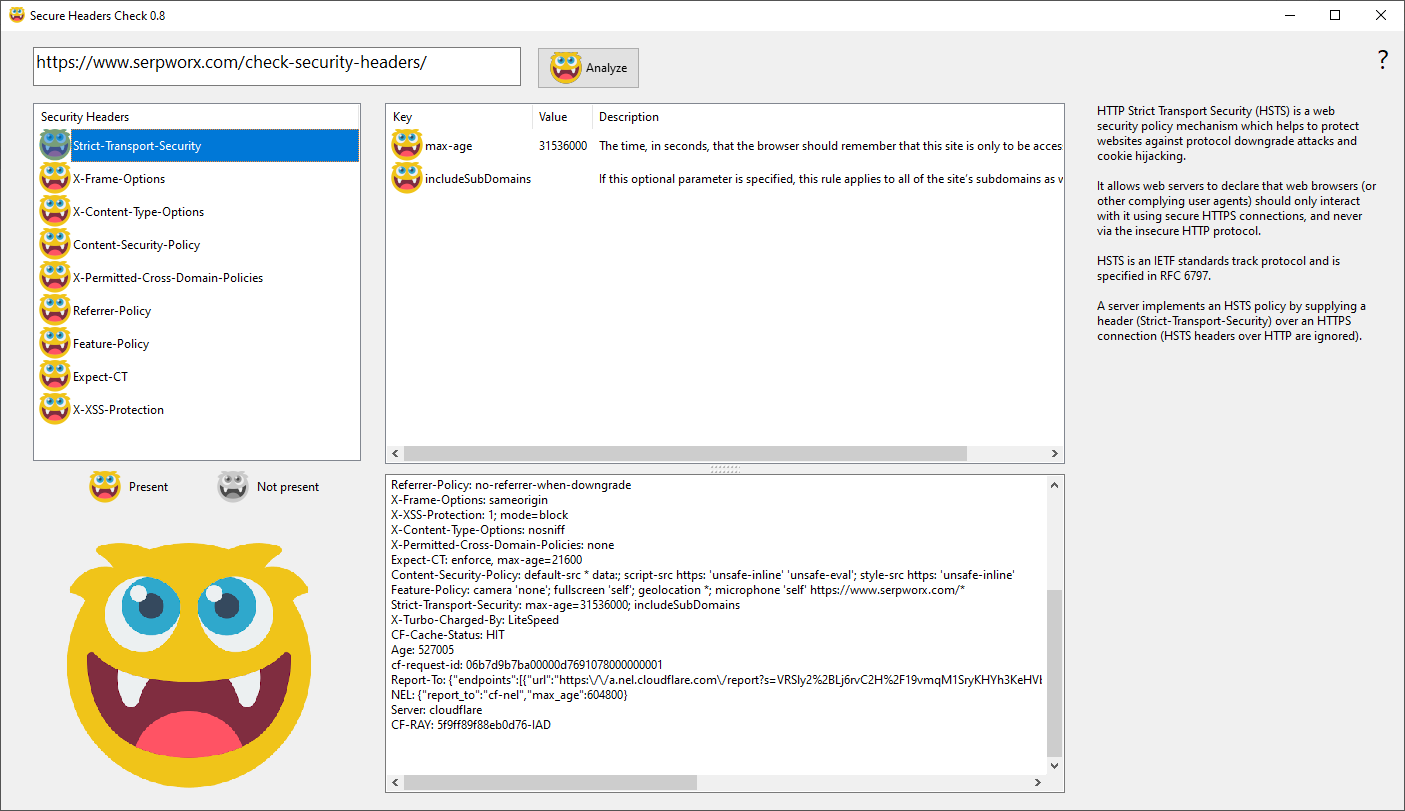 Secure Headers Check 0.8
https://www.serpworx.com/check-security-headers/
Analyze
?
Security Headers
Strict-Transport-Security
X-Frame-Options
X-Content-Type-Options
Content-Security-Policy
X-Permitted-Cross-Domain-Policies
Referrer-Policy
Feature-Policy
Expect-CT
X-XSS-Protection
Present
Not present
Key Value Description
max-age 31536000 The time, in seconds, that the browser should remember that this site is only to be acces
includeSubDomains If this optional parameter is specified, this rule applies to all of the site's subdomains as
Referrer-Policy: no-referrer-when-downgrade
X-Frame-Options: sameorigin
X-XSS-Protection: 1; mode=block
X-Content-Type-Options: nosniff
X-Permitted-Cross-Domain-Policies: none
Expect-CT: enforce, max-age=21600
Content-Security-Policy: default-src * data:; script-src https: 'unsafe-inline' 'unsafe-eval'; style-src https: 'unsafe-inline'
Feature-Policy: camera 'none'; fullscreen 'self'; geolocation *; microphone 'self' https://www.serpworx.com/*
Strict-Transport-Security: max-age=31536000; includeSubDomains
X-Turbo-Charged-By: LiteSpeed
CF-Cache-Status: HIT
Age: 527005
cf-request-id: 06b7d9b7ba00000d7691078000000001
Report-To: {"endpoints":[{"url":"https:\/\/a.nel.cloudflare.com\/report?s=VRSly2%2BLj6rvC2H%2F19vmqM1SryKHYh3KeHVI
NEL: {"report_to":"cf-nel","max_age":604800}
Server: cloudflare
CF-RAY: 5f9ff89f88eb0d76-IAD
HTTP Strict Transport Security (HSTS) is a web
security policy mechanism which helps to protect
websites against protocol downgrade attacks and
cookie hijacking.
It allows web servers to declare that web browsers (or
other complying user agents) should only interact
with it using secure HTTPS connections, and never
via the insecure HTTP protocol.
HSTS is an IETF standards track protocol and is
specified in RFC 6797.
A server implements an HSTS policy by supplying a
header (Strict-Transport-Security) over an HTTPS
connection (HSTS headers over HTTP are ignored).